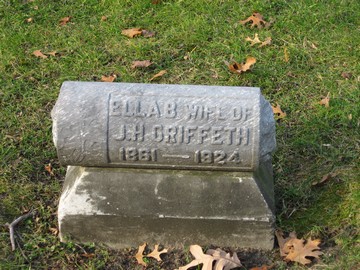 ELLA B WIFE OF
J.H GRIFFETH
1861 — 1924